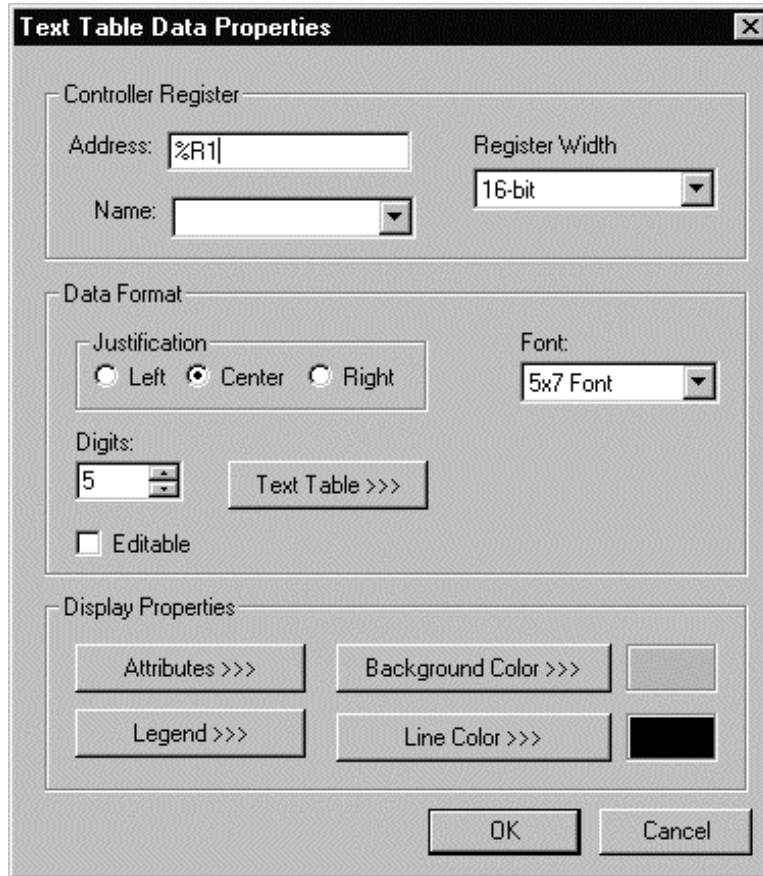 Text Table Data Properties
Controller Register
Address: %R1
Register Width
16-bit
Name:
Data Format
Justification
Left Center Right
Font:
5x7 Font
Digits:
5
Text Table >>>
Editable
Display Properties
Attributes >>> Background Color >>>
Legend >>> Line Color >>>
OK Cancel